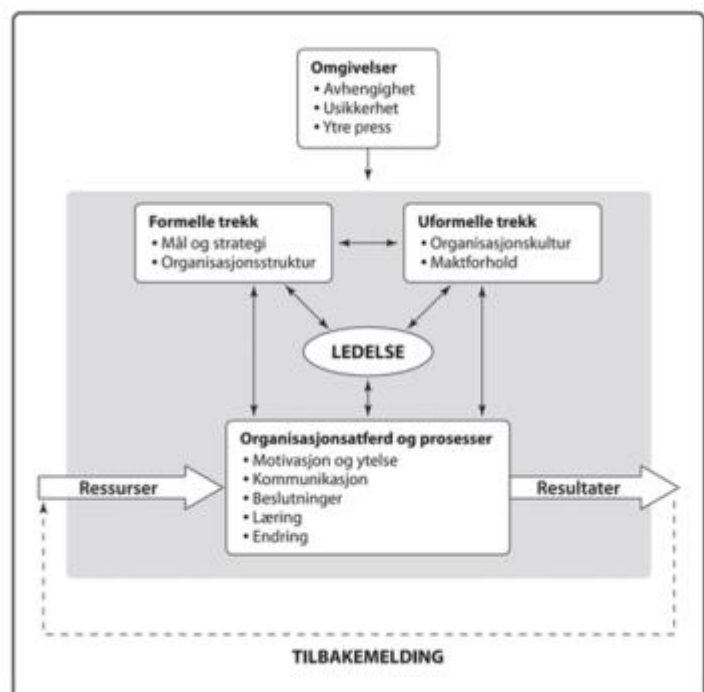 Omgivelser
• Avhengighet
• Usikkerhet
• Ytre press
Formelle trekk
• Mål og strategi
• Organisasjonsstruktur
Uformelle trekk
• Organisasjonskultur
• Maktforhold
LEDELSE
Organisasjonsatferd og prosesser
• Motivasjon og ytelse
• Kommunikasjon
• Beslutninger
• Læring
• Endring
Ressurser
Resultater
TILBAKEMELDING